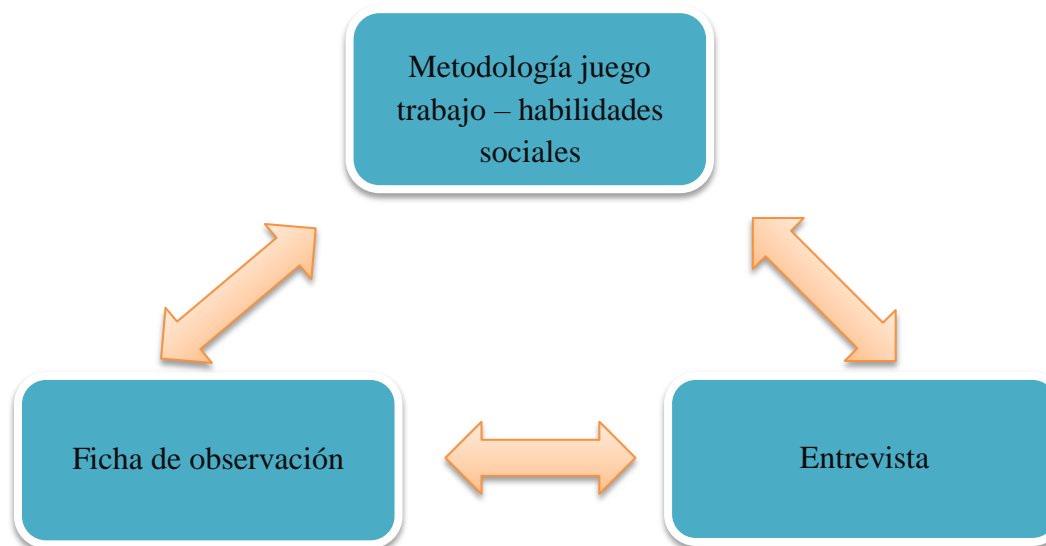 Metodología juego
trabajo – habilidades
sociales
Ficha de observación
Entrevista